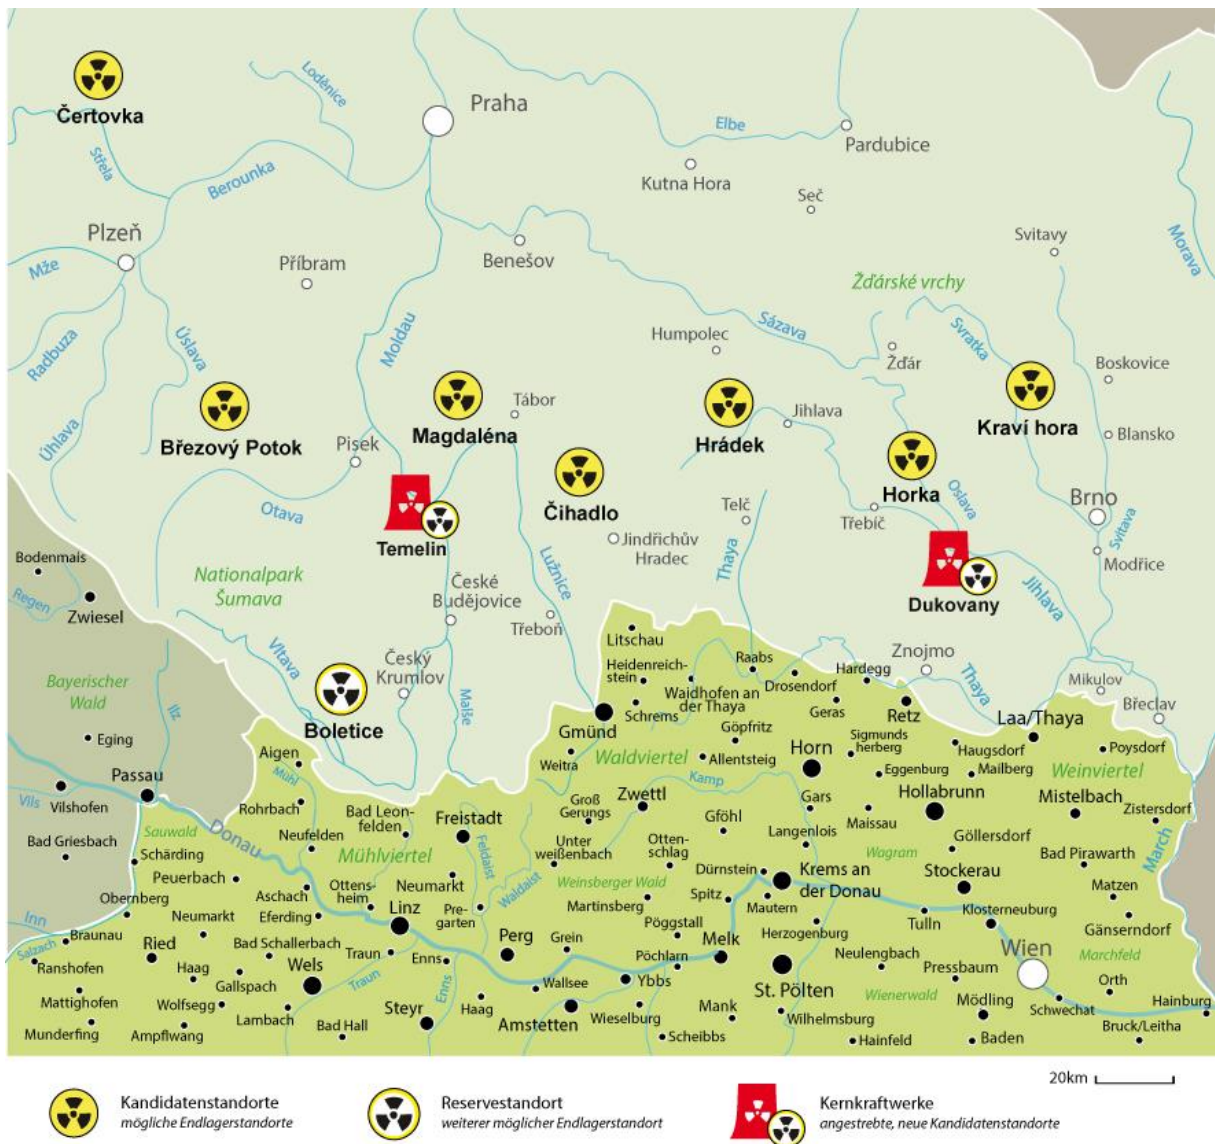 Čertovka
Loděnice
Praha
Elbe
Pardubice
Střela
Berounka
Kutna Hora
Seč
Plzeň
Mže
Příbram
Benešov
Svitavy
Morava
Žďárské vrchy
Radbuza
Úslava
Moldau
Humpolec
Sázava
Svratka
Žďár
Boskovice
Úhlava
Březový Potok
Magdaléna
Tábor
Hrádek
Jihlava
Kraví hora
Blansko
Pisek
Otava
Čihadlo
Horka
Oslava
Brno
Svitava
Temelin
Telč
Třebíč
Jindřichův
Hradec
Modřice
Bodenmais
Regen
Zwiesel
Nationalpark
Šumava
České
Budějovice
Lužnice
Třeboň
Thaya
Dukovany
Jihlava
Vltava
Český
Krumlov
Malše
Litschau
Heidenreich-
stein
Raabs
Hardegg
Znojmo
Thaya
Mikulov
Břeclav
Bayerischer
Wald
Ilz
Boletice
Waidhofen an
der Thaya
Drosendorf
Schrems
Geras
Retz
Laa/Thaya
Eging
Aigen
Gmünd
Göpfritz
Sigmunds
herberg
Haugsdorf
Poysdorf
Passau
Mühl
Weitra
Waldviertel
Allentsteig
Horn
Eggenburg
Mailberg
Weinviertel
Vils
Vilshofen
Rohrbach
Bad Leon-
felden
Freistadt
Groß
Gerungs
Zwettl
Kamp
Gars
Hollabrunn
Mistelbach
Zistersdorf
Bad Griesbach
Sauwald
Donau
Neufelden
Mühlviertel
Feldaist
Gföhl
Langenlois
Maissau
Göllersdorf
March
Schärding
Unter
weißenbach
Otten-
schlag
Wagram
Bad Pirawarth
Peuerbach
Aschach
Ottens-
heim
Neumarkt
Waldaist
Weinsberger Wald
Dürnstein
Krems an
der Donau
Stockerau
Obernberg
Eferding
Linz
Pre-
garten
Martinsberg
Spitz
Mautern
Matzen
Inn
Neumarkt
Pöggstall
Herzogenburg
Tulln
Klosterneuburg
Gänserndorf
Salzach
Braunau
Ried
Bad Schallerbach
Traun
Enns
Perg
Grein
Melk
Neulengbach
Wien
Marchfeld
Ranshofen
Haag
Gallspach
Wels
Traun
Enns
Wallsee
Ybbs
Pöchlarn
St. Pölten
Pressbaum
Orth
Mattighofen
Wolfsegg
Lambach
Steyr
Haag
Amstetten
Wieselburg
Mank
Wienerwald
Mödling
Schwechat
Hainburg
Munderfing
Ampflwang
Bad Hall
Scheibbs
Wilhelmsburg
Hainfeld
Baden
Bruck/Leitha
20km
Kandidatenstandorte
mögliche Endlagerstandorte
Reservestandort
weiterer möglicher Endlagerstandort
Kernkraftwerke
angestrebte, neue Kandidatenstandorte